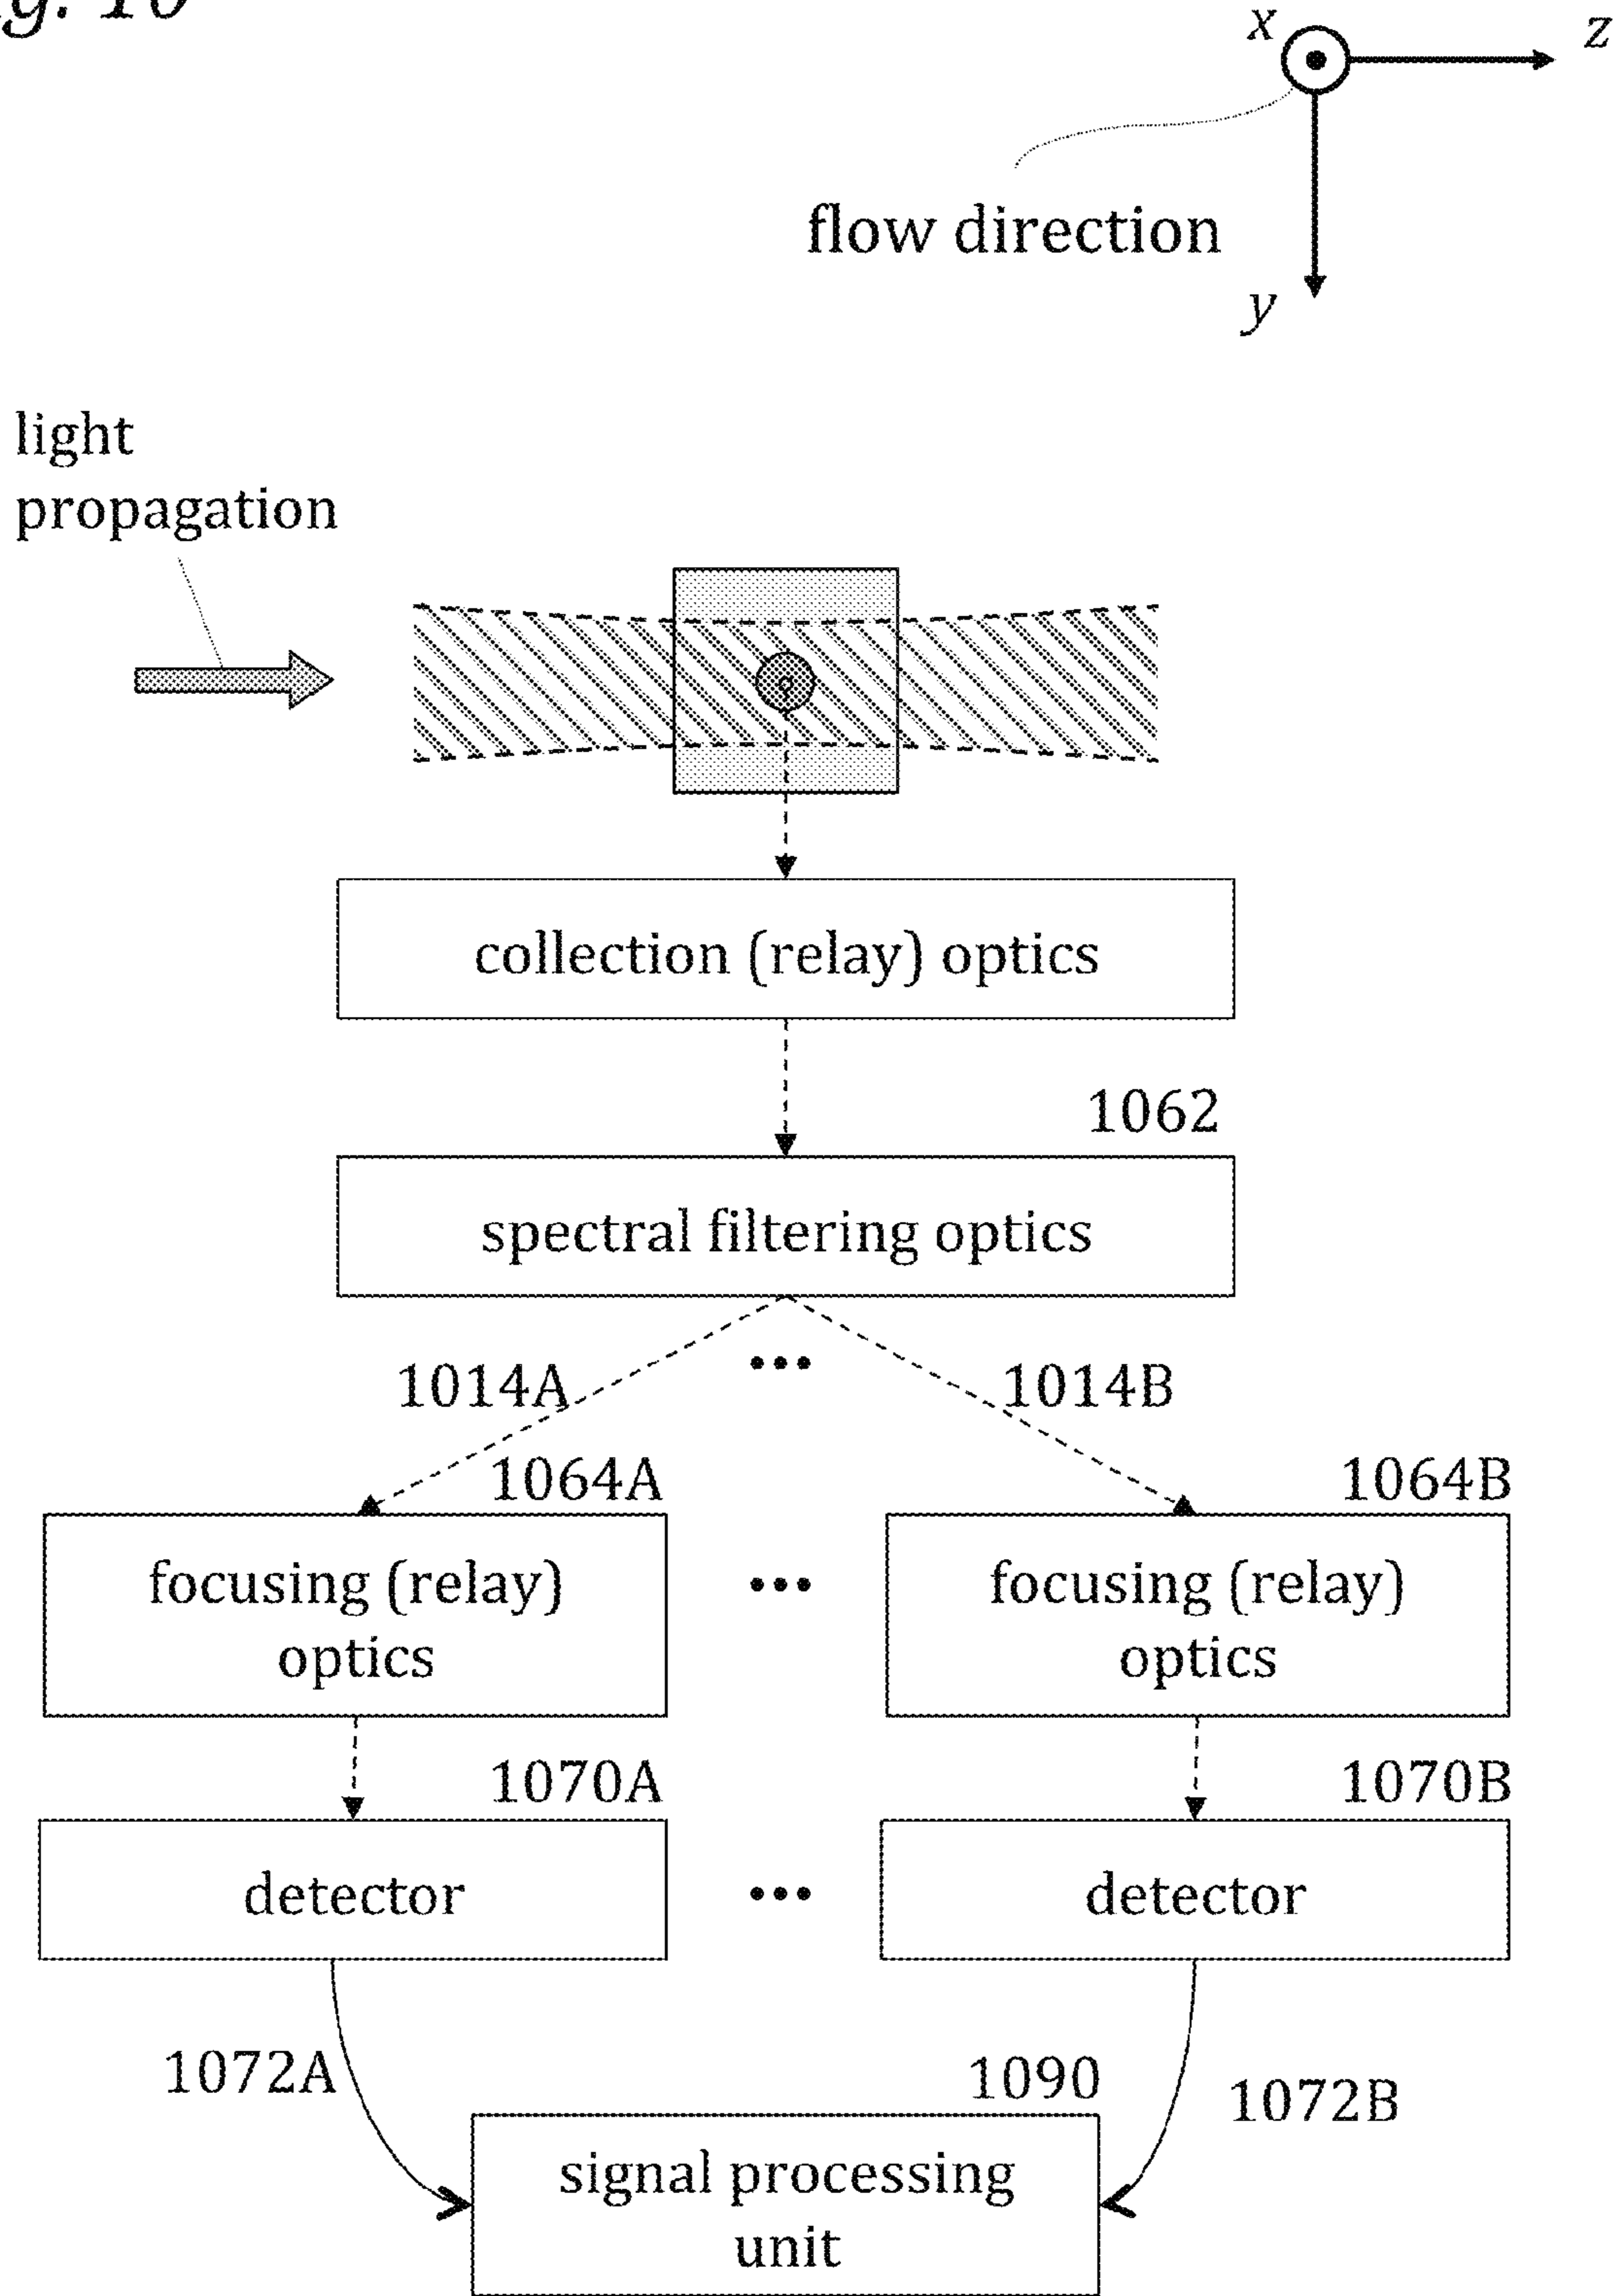 x
z
flow direction
y
light
propagation
collection (relay) optics
1062
spectral filtering optics
1014A
1014B
1064A
1064B
focusing (relay)
optics
focusing (relay)
optics
1070A
1070B
detector
detector
1072A
1090
1072B
signal processing
unit